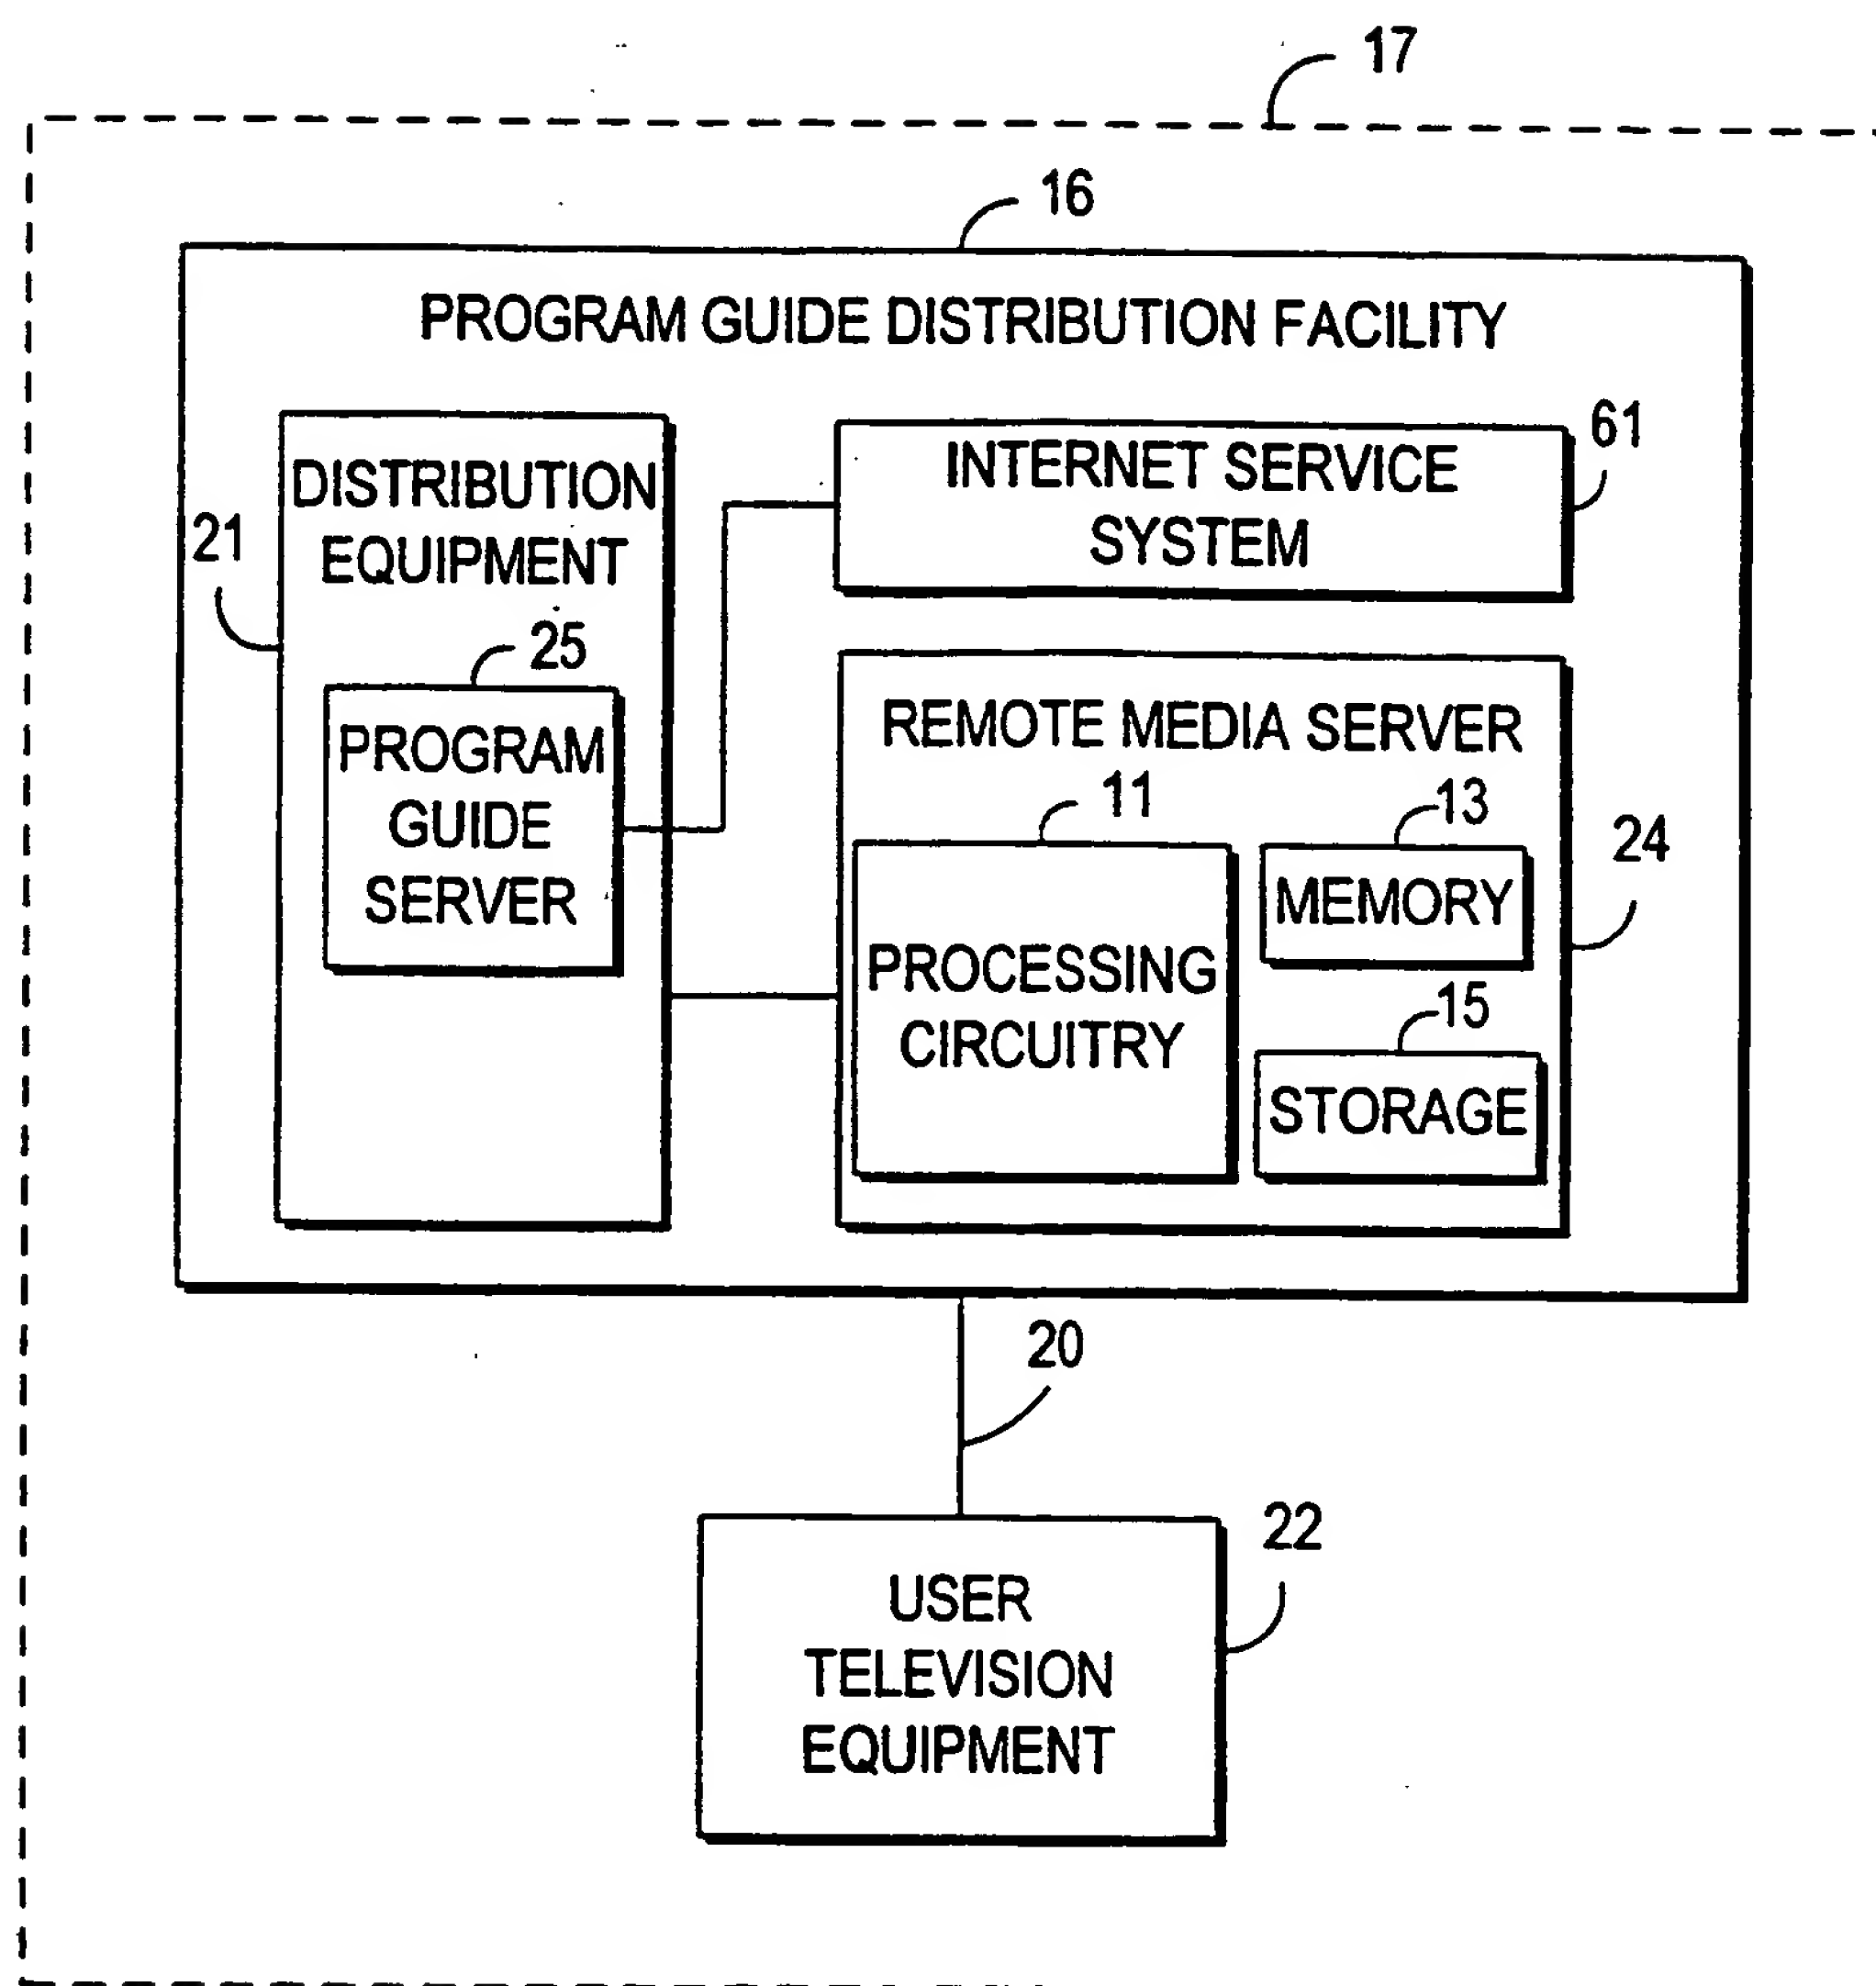 17
16
PROGRAM GUIDE DISTRIBUTION FACILITY
DISTRIBUTION
EQUIPMENT
21
25
PROGRAM
GUIDE
SERVER
INTERNET SERVICE
SYSTEM
61
REMOTE MEDIA SERVER
11
13
24
PROCESSING
CIRCUITRY
MEMORY
15
STORAGE
20
22
USER
TELEVISION
EQUIPMENT